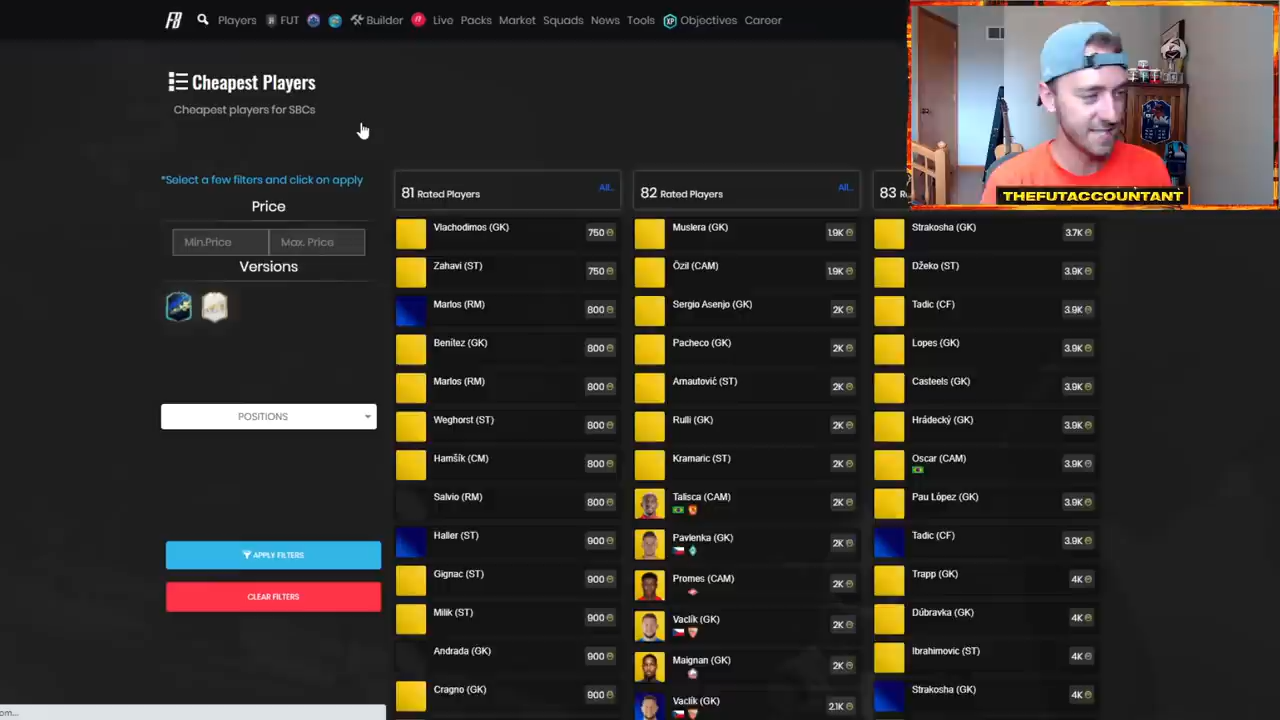 FB Players FUT Builder Live Packs Market Squads News Tools XP Objectives Career
Cheapest Players
Cheapest players for SBCs
*Select a few filters and click on apply
Price
Min.Price Max. Price
Versions
POSITIONS
APPLY FILTERS
CLEAR FILTERS
81 Rated Players All..
Vlachodimos (GK) 750
Zahavi (ST) 750
Marlos (RM) 800
Benítez (GK) 800
Marlos (RM) 800
Weghorst (ST) 800
Hamšík (CM) 800
Salvio (RM) 800
Haller (ST) 900
Gignac (ST) 900
Milik (ST) 900
Andrada (GK) 900
Cragno (GK) 900
82 Rated Players All..
Muslera (GK) 1.9K
Özil (CAM) 1.9K
Sergio Asenjo (GK) 2K
Pacheco (GK) 2K
Arnautović (ST) 2K
Rulli (GK) 2K
Kramaric (ST) 2K
Talisca (CAM) 2K
Pavlenka (GK) 2K
Promes (CAM) 2K
Vaclík (GK) 2K
Maignan (GK) 2K
Vaclík (GK) 2.1K
83
Strakosha (GK) 3.7K
Džeko (ST) 3.9K
Tadic (CF) 3.9K
Lopes (GK) 3.9K
Casteels (GK) 3.9K
Hrádecký (GK) 3.9K
Oscar (CAM) 3.9K
Pau López (GK) 3.9K
Tadic (CF) 3.9K
Trapp (GK) 4K
Dúbravka (GK) 4K
Ibrahimovic (ST) 4K
Strakosha (GK) 4K
THEFUTACCOUNTANT
om...